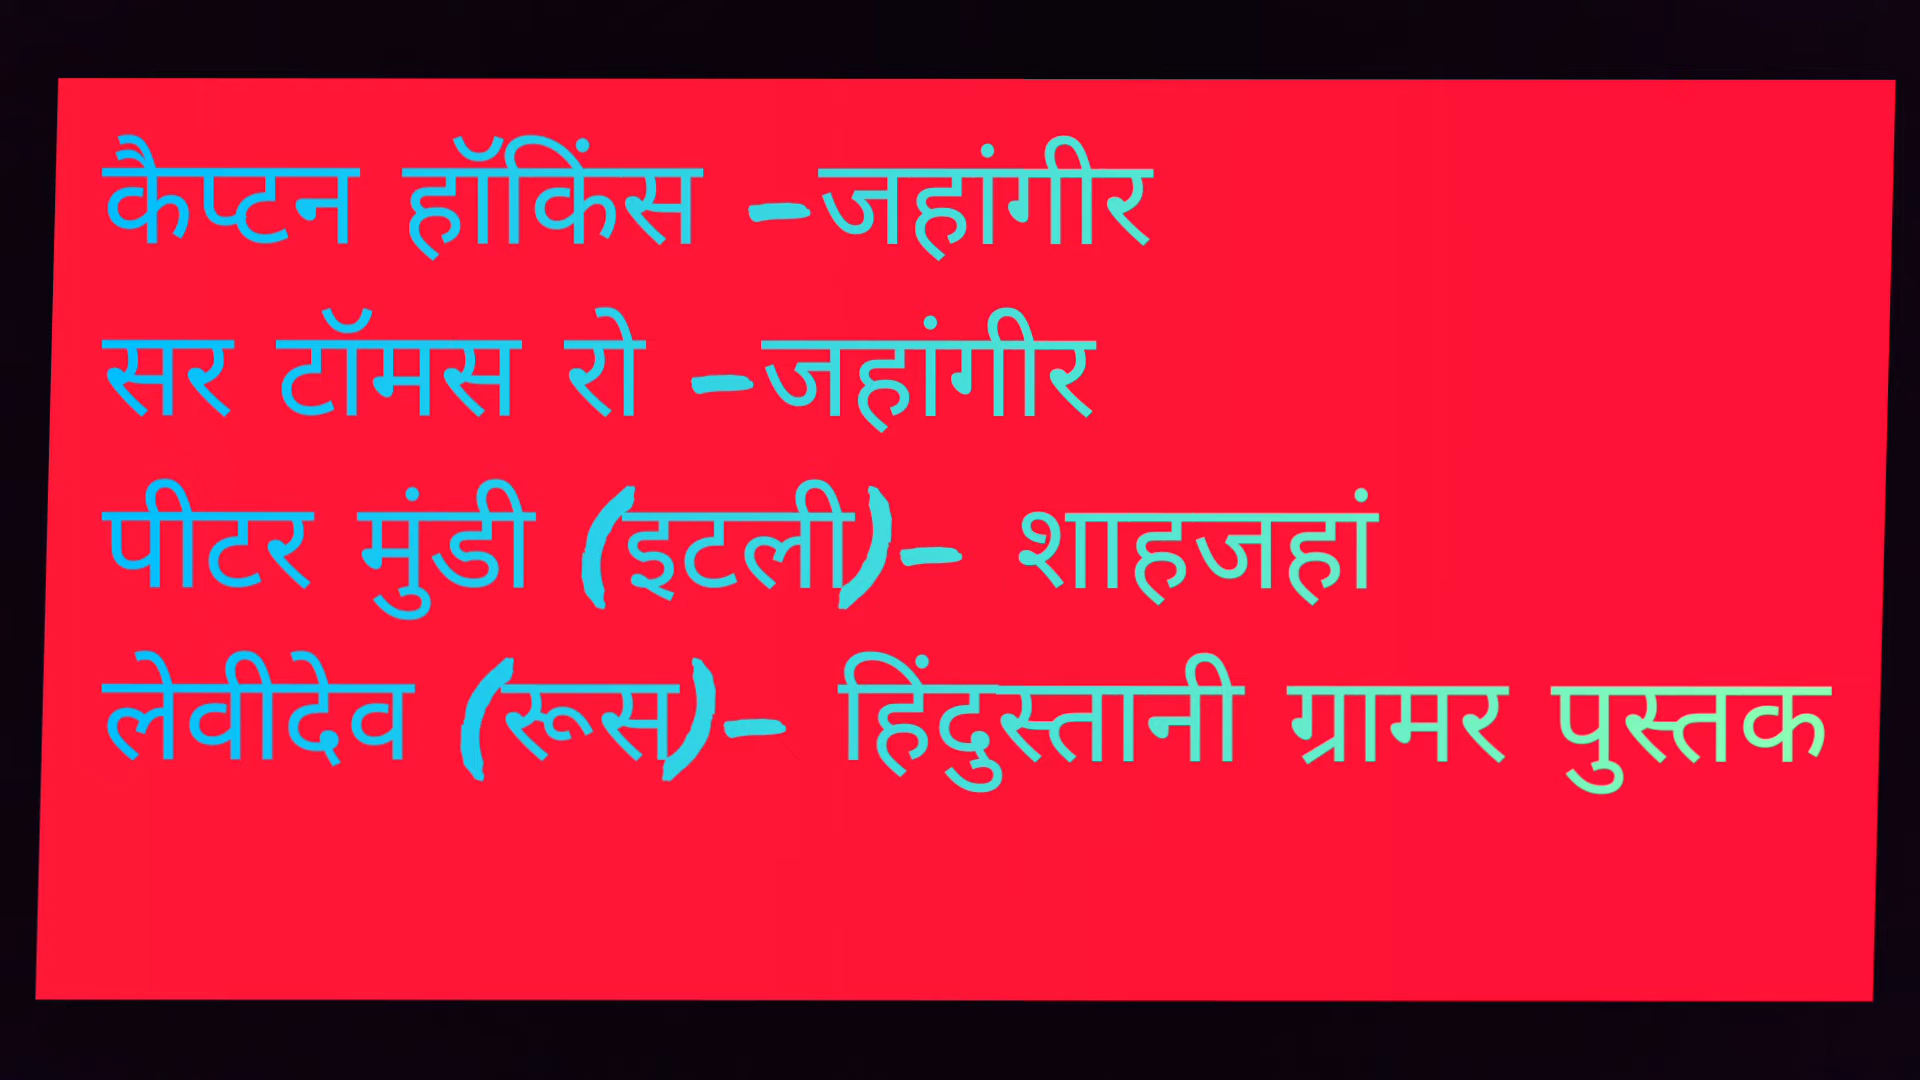 कैप्टन हॉकिंस -जहांगीर
सर टॉमस रो -जहांगीर
पीटर मुंडी (इटली)- शाहजहां
लेवीदेव (रूस)- हिंदुस्तानी ग्रामर पुस्तक